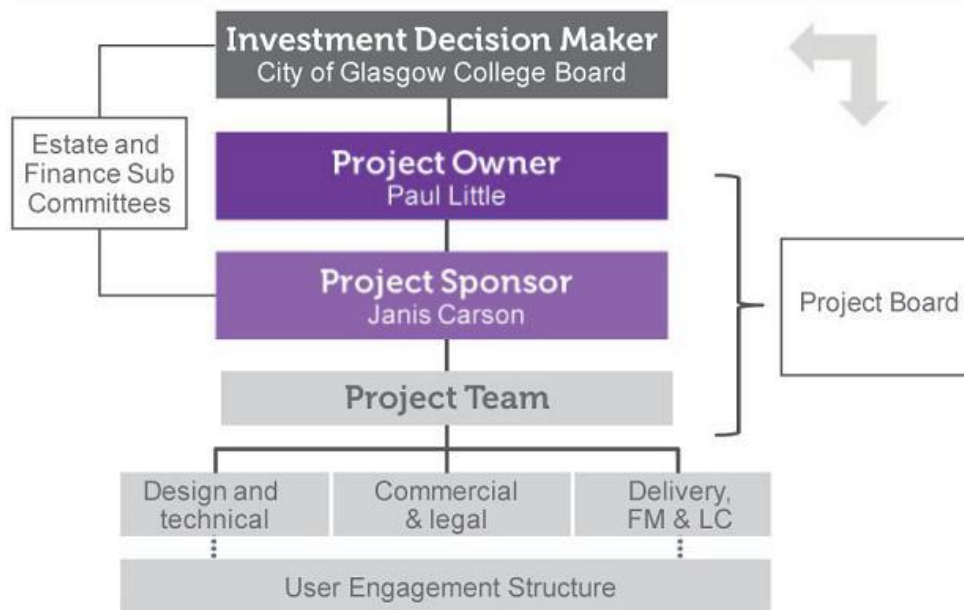 Investment Decision Maker
City of Glasgow College Board
Estate and
Finance Sub
Committees
Project Owner
Paul Little
Project Sponsor
Janis Carson
Project Board
Project Team
Design and
technical
Commercial
& legal
Delivery,
FM & LC
User Engagement Structure